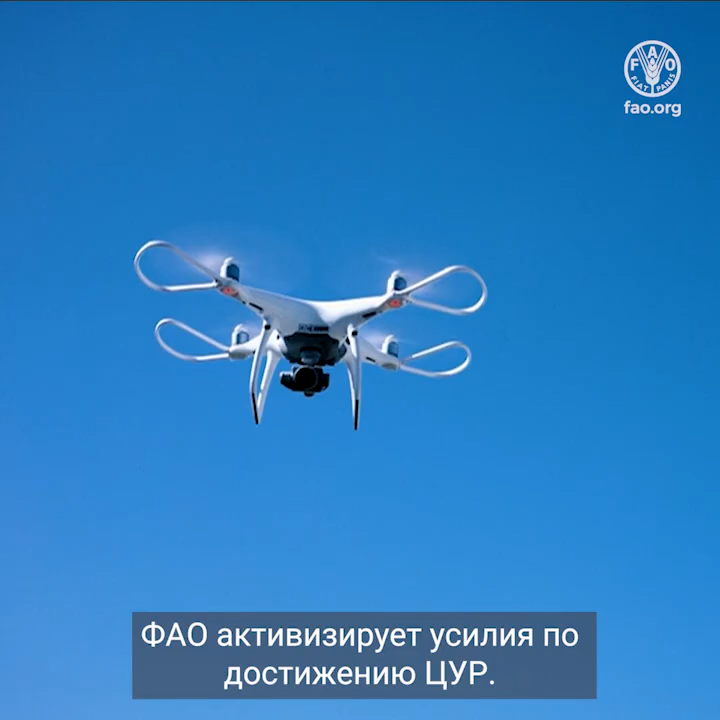 FAO
FIAT PANIS
fao.org
ФАО активизирует усилия по
достижению ЦУР.